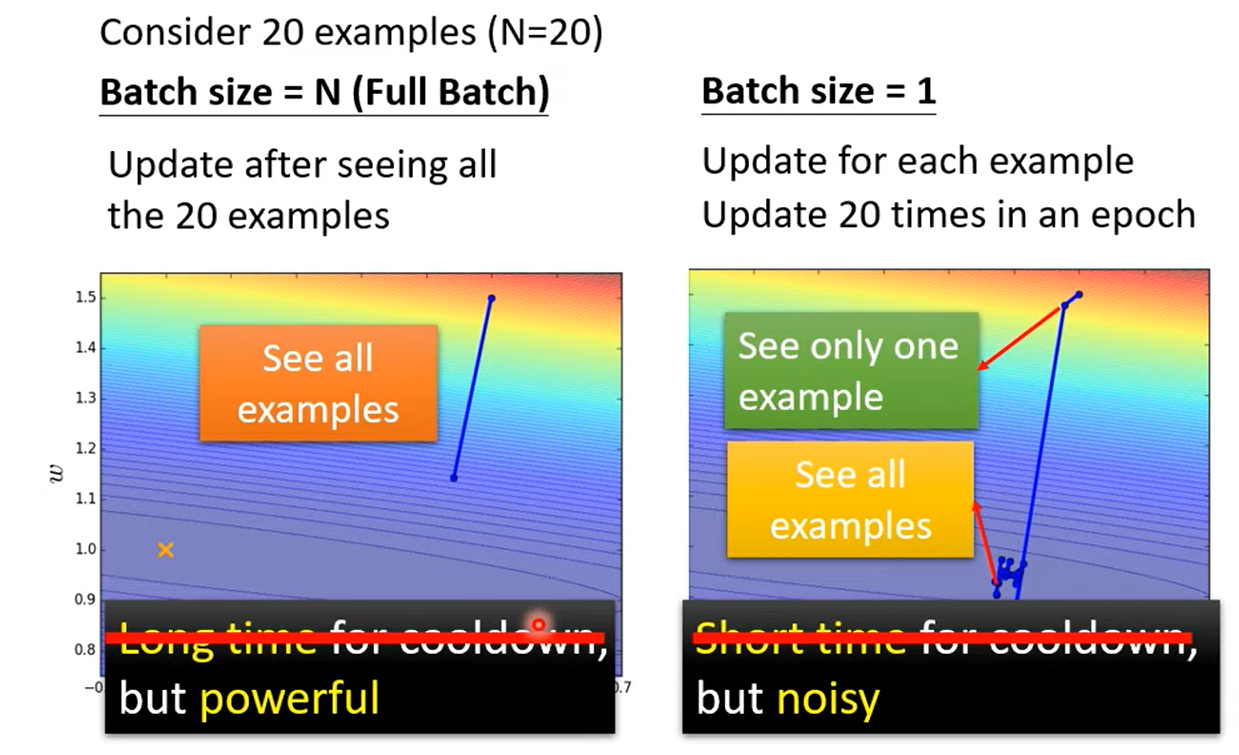 Consider 20 examples (N=20)
Batch size = N (Full Batch)
Update after seeing all
the 20 examples
See all
examples
1.5
1.4
1.3
1.2
1.1
1.0
0.9
0.8
w
0.7
Long time for cooldown,
but powerful
Batch size = 1
Update for each example
Update 20 times in an epoch
See only one
example
See all
examples
Short time for cooldown,
but noisy